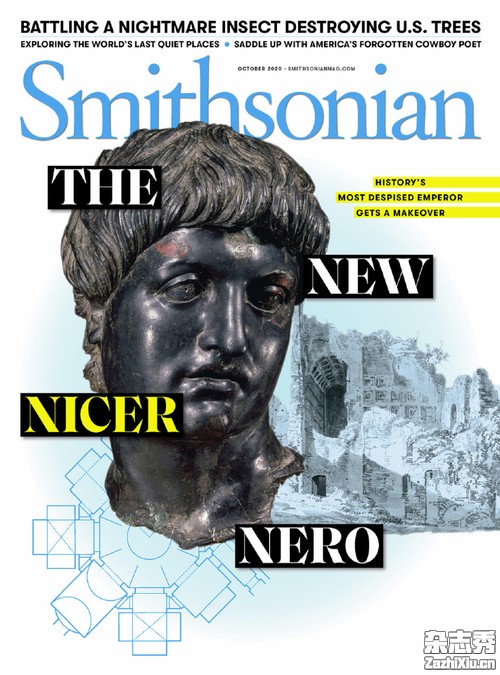 BATTLING A NIGHTMARE INSECT DESTROYING U.S. TREES
EXPLORING THE WORLD'S LAST QUIET PLACES • SADDLE UP WITH AMERICA'S FORGOTTEN COWBOY POET
OCTOBER 2020 • SMITHSONIANMAG.COM
Smithsonian
THE
HISTORY'S
MOST DESPISED EMPEROR
GETS A MAKEOVER
NEW
NICER
NERO
杂志秀
ZaZhiXiu.cn